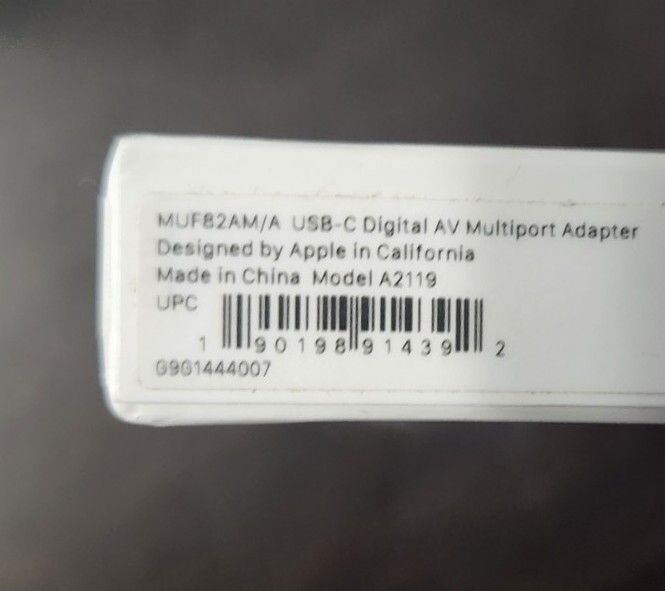 MUF82AM/A USB-C Digital AV Multiport Adapter
Designed by Apple in California
Made in China Model A2119
UPC
1 90198 91439 2
G9G1444007